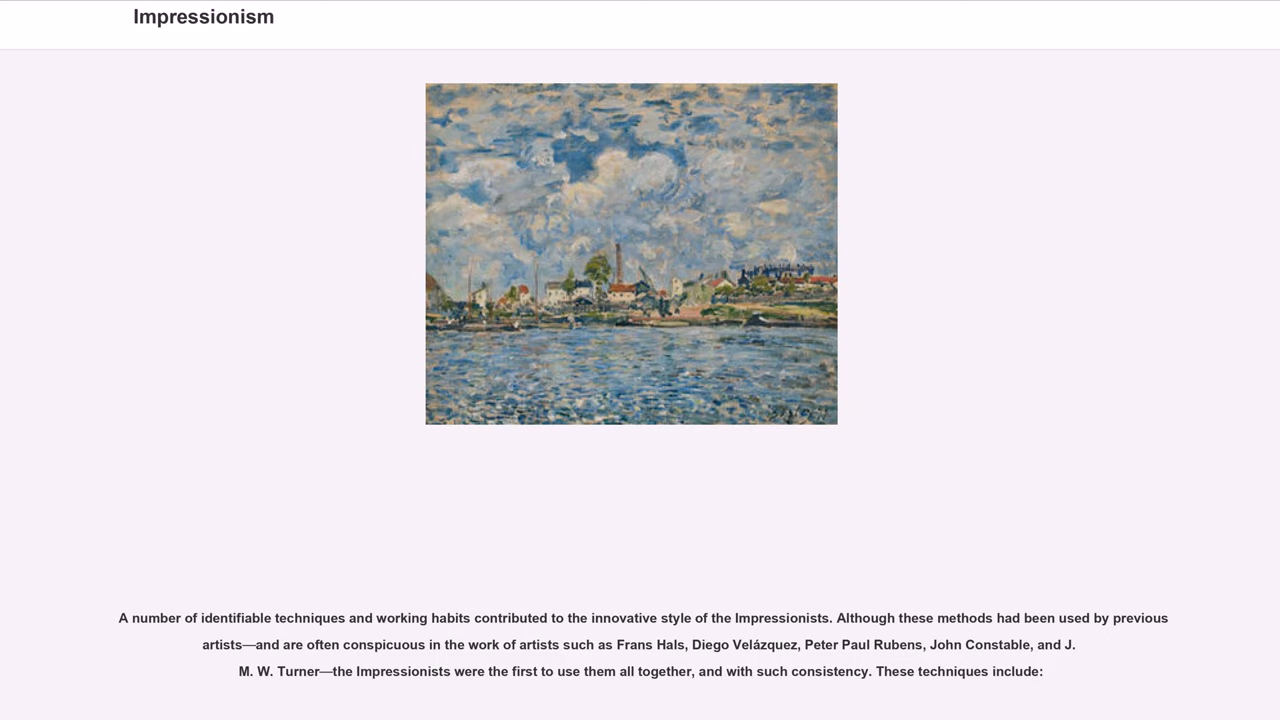 Impressionism
A number of identifiable techniques and working habits contributed to the innovative style of the Impressionists. Although these methods had been used by previous
artists—and are often conspicuous in the work of artists such as Frans Hals, Diego Velázquez, Peter Paul Rubens, John Constable, and J.
M. W. Turner—the Impressionists were the first to use them all together, and with such consistency. These techniques include: